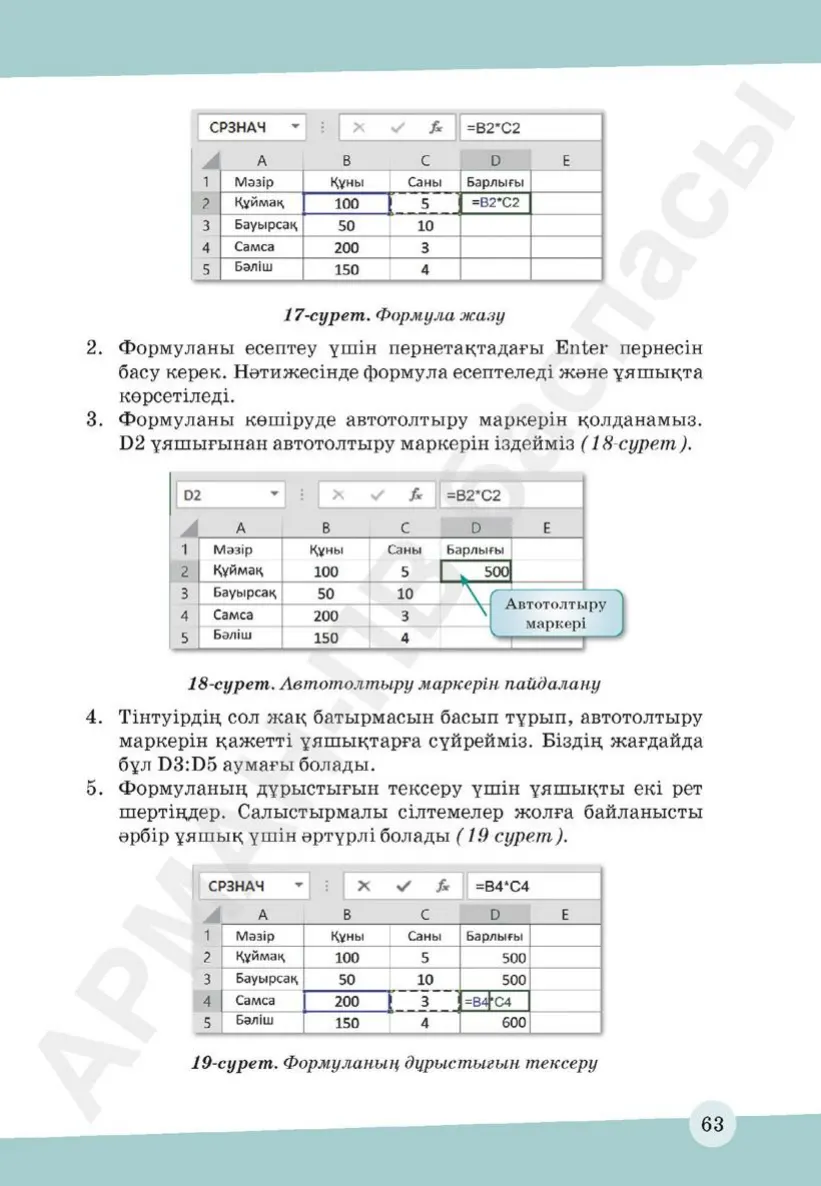 СРЗНАЧ =B2*C2
A B C D E
1 Мәзір Құны Саны Барлығы
2 Құймақ 100 5 =B2*C2
3 Бауырсақ 50 10
4 Самса 200 3
5 Бәліш 150 4
17-сурет. Формула жазу
2. Формуланы есептеу үшін пернетақтадағы Enter пернесін
басу керек. Нәтижесінде формула есептеледі және ұяшықта
көрсетіледі.
3. Формуланы көшіруде автотолтыру маркерін қолданамыз.
D2 ұяшығынан автотолтыру маркерін іздейміз (18-сурет).
D2 fx =B2*C2
A B C D E
1 Мәзір Құны Саны Барлығы
2 Құймақ 100 5 500
3 Бауырсақ 50 10
4 Самса 200 3
5 Бәліш 150 4
Автотолтыру
маркері
18-сурет. Автотолтыру маркерін пайдалану
4. Тінтуірдің сол жақ батырмасын басып тұрып, автотолтыру
маркерін қажетті ұяшықтарға сүйрейміз. Біздің жағдайда
бұл D3:D5 аумағы болады.
5. Формуланың дұрыстығын тексеру үшін ұяшықты екі рет
шертіңдер. Салыстырмалы сілтемелер жолға байланысты
әрбір ұяшық үшін әртүрлі болады (19 сурет).
СРЗНАЧ fx =B4*C4
A B C D E
1 Мәзір Құны Саны Барлығы
2 Құймақ 100 5 500
3 Бауырсақ 50 10 500
4 Самса 200 3 =B4*C4
5 Бәліш 150 4 600
19-сурет. Формуланың дұрыстығын тексеру
63
АРМАН-ПВ баспасы